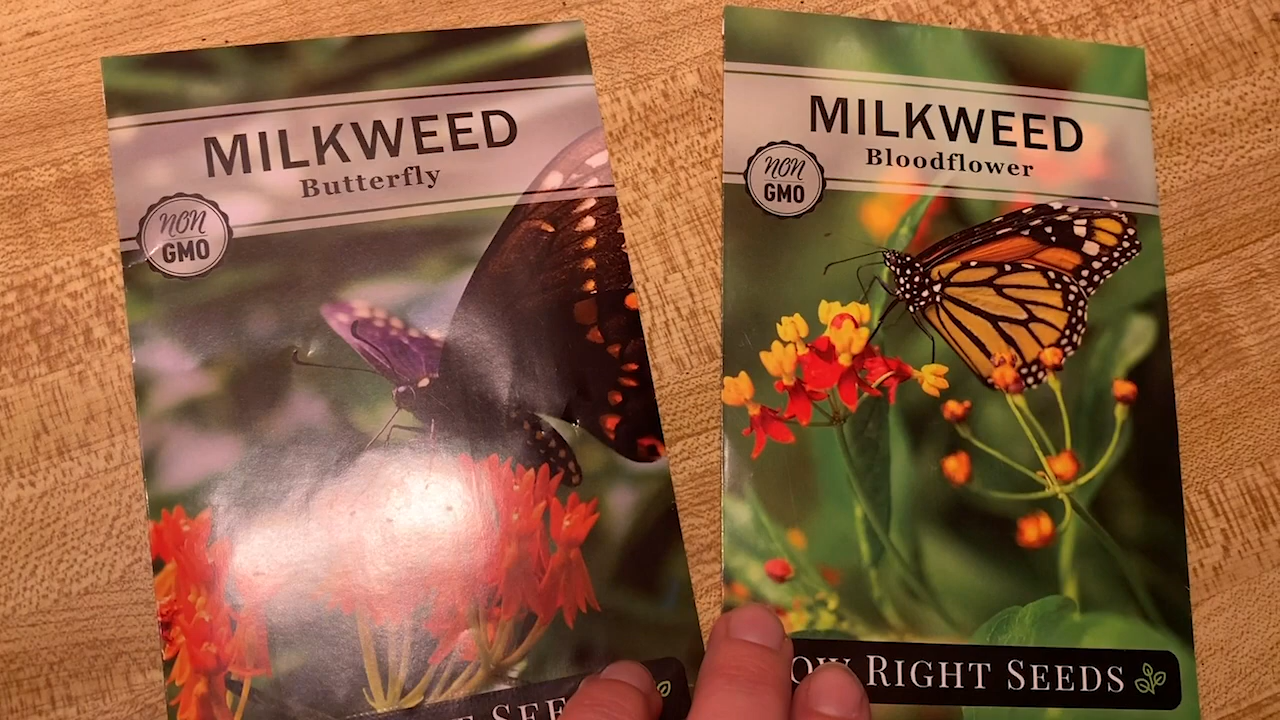 MILKWEED
Butterfly
NON
GMO
MILKWEED
Bloodflower
NON
GMO
RIGHT SEEDS